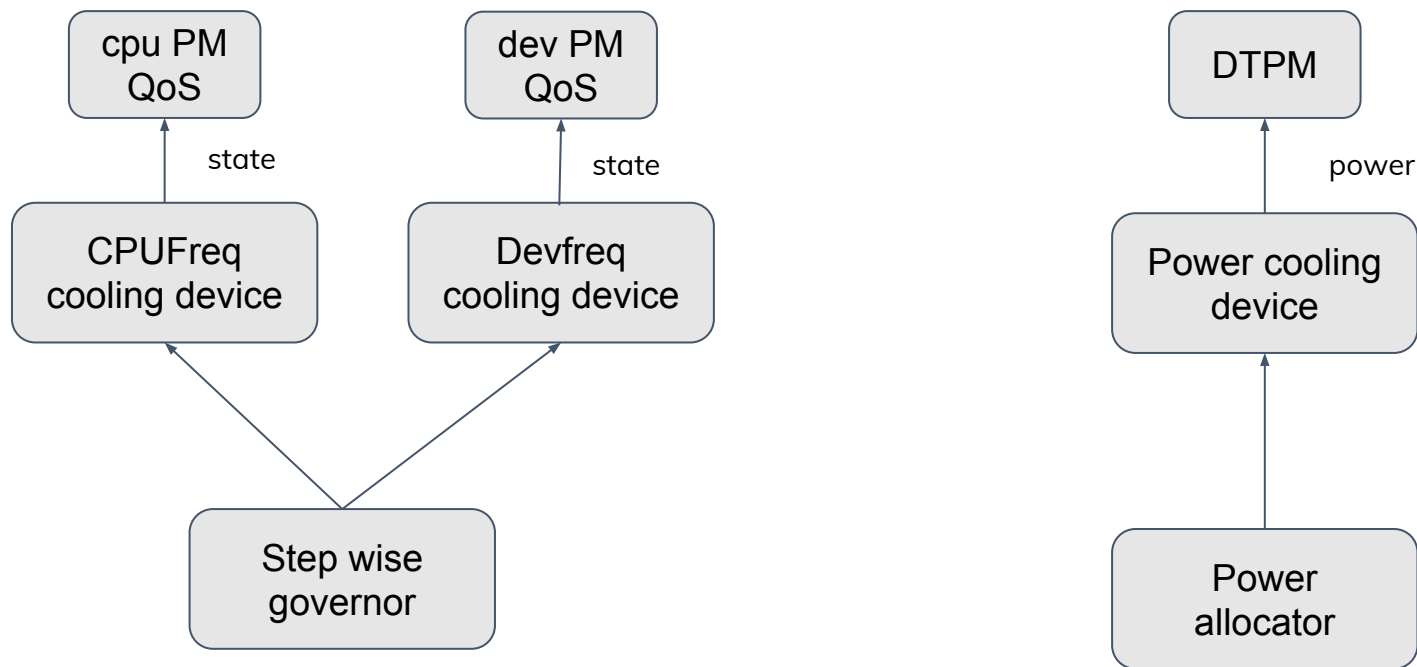 cpu PM
QoS
dev PM
QoS
DTPM
state
state
power
CPUFreq
cooling device
Devfreq
cooling device
Power cooling
device
Step wise
governor
Power
allocator